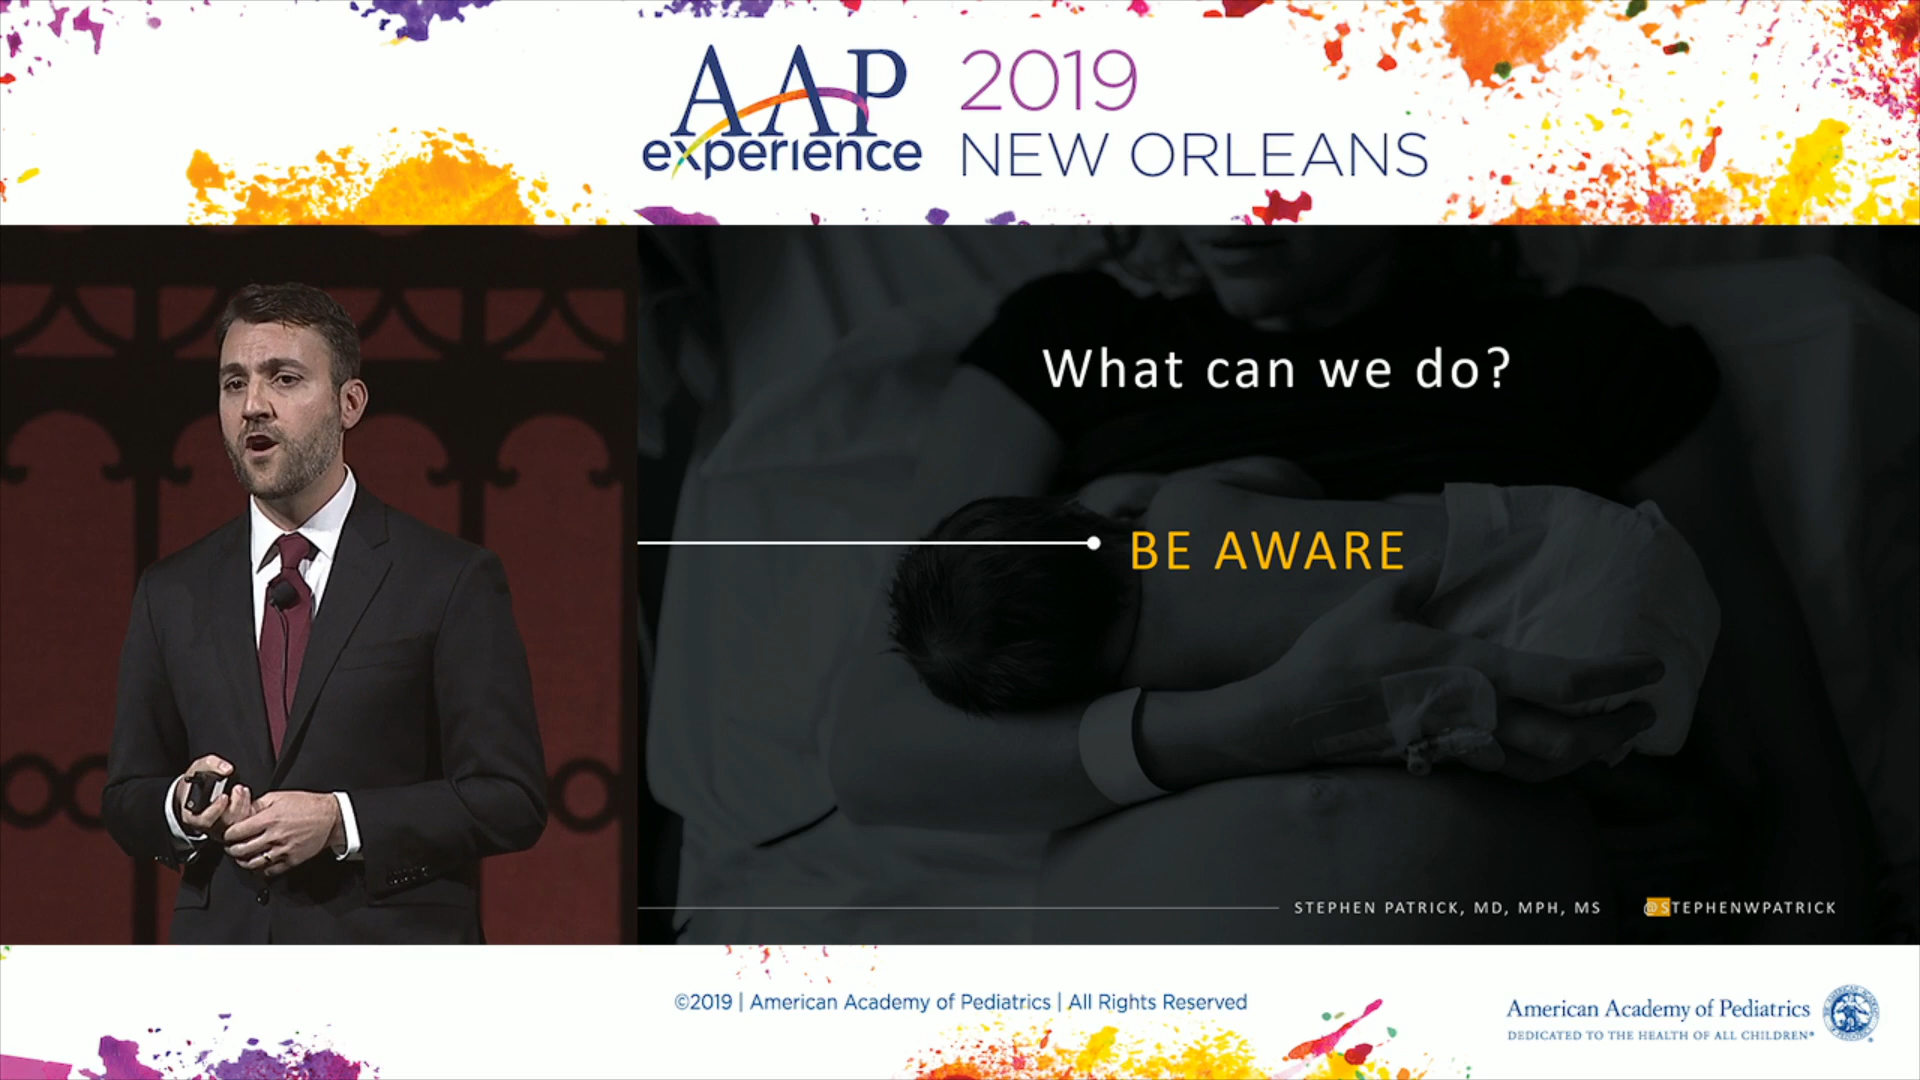 AAP
experience
2019
NEW ORLEANS
What can we do?
BE AWARE
STEPHEN PATRICK, MD, MPH, MS
@STEPHENWPATRICK
©2019 | American Academy of Pediatrics | All Rights Reserved
American Academy of Pediatrics
DEDICATED TO THE HEALTH OF ALL CHILDREN®